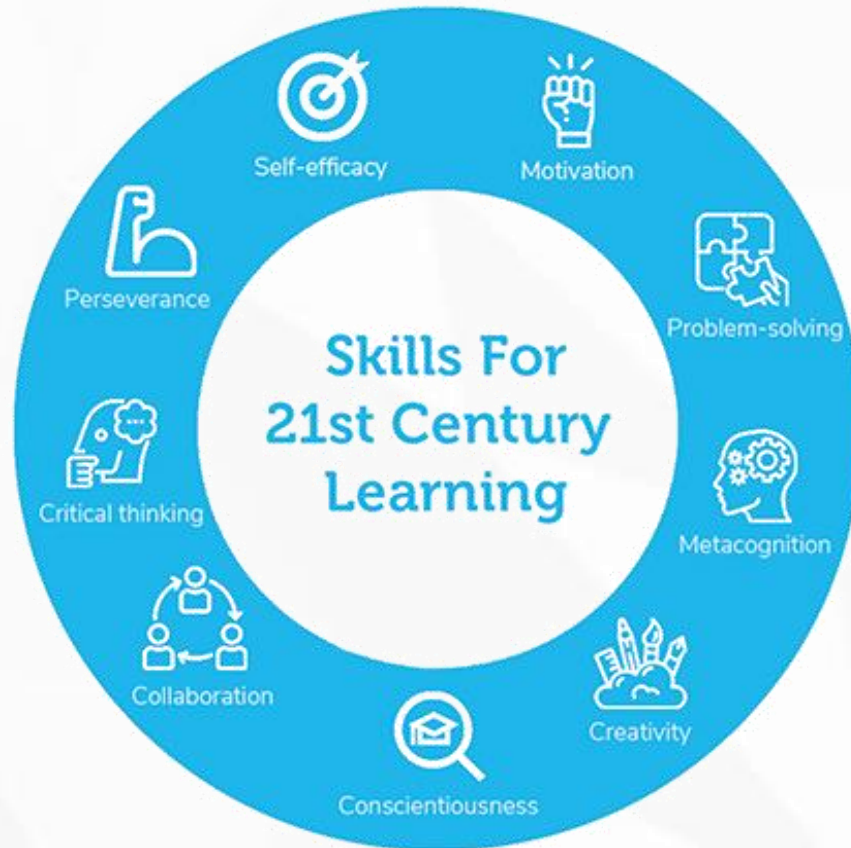 Skills For
21st Century
Learning
Self-efficacy
Motivation
Problem-solving
Metacognition
Creativity
Conscientiousness
Collaboration
Critical thinking
Perseverance